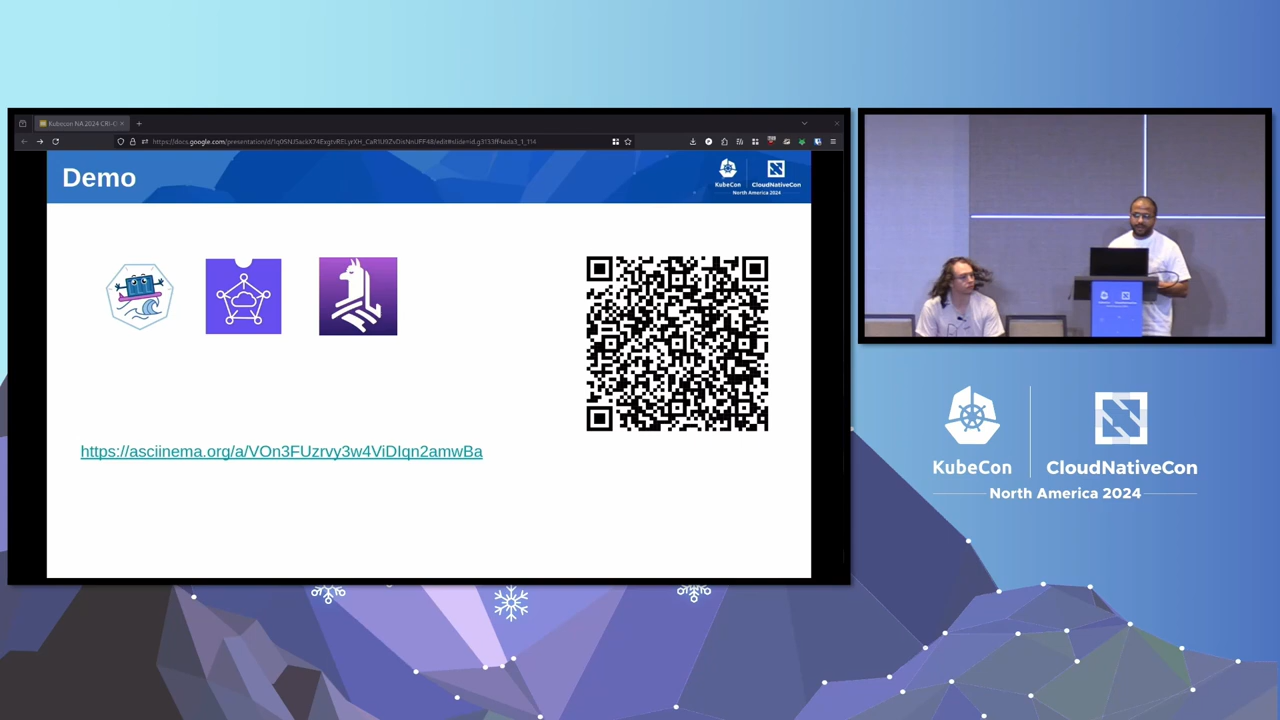 Kubecon NA 2024 CRI-O
Demo
KubeCon
CloudNativeCon
North America 2024
https://asciinema.org/a/VOn3FUzrvy3w4ViDIqn2amwBa
KubeCon
CloudNativeCon
North America 2024